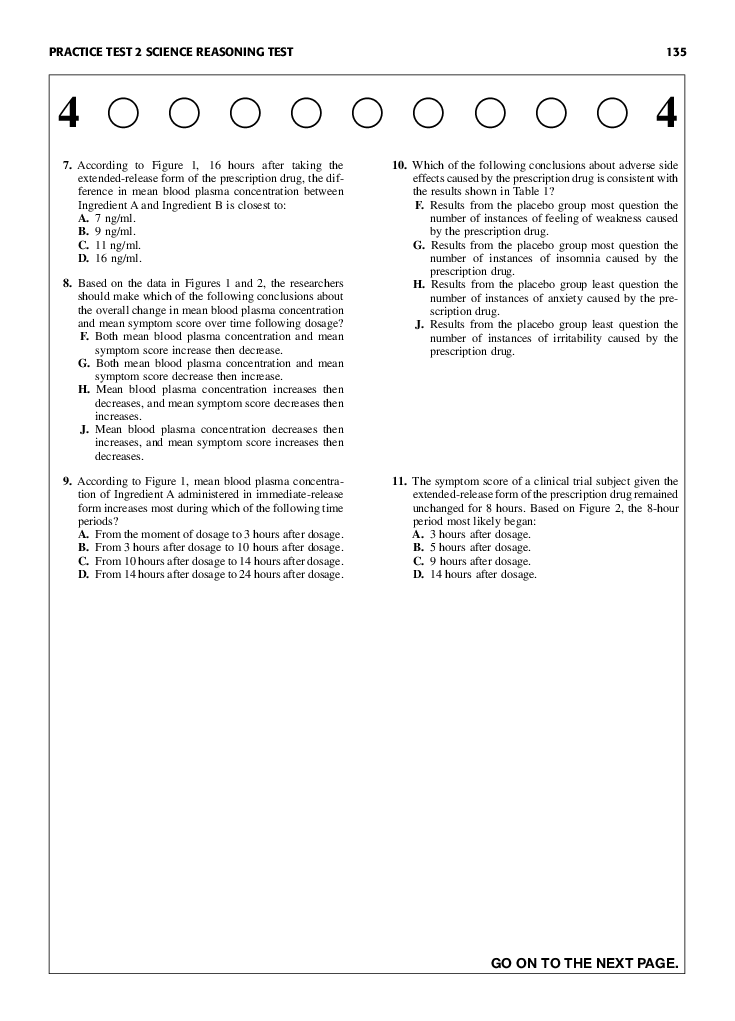 PRACTICE TEST 2 SCIENCE REASONING TEST 135
4 4
7. According to Figure 1, 16 hours after taking the
extended-release form of the prescription drug, the dif-
ference in mean blood plasma concentration between
Ingredient A and Ingredient B is closest to:
A. 7 ng/ml.
B. 9 ng/ml.
C. 11 ng/ml.
D. 16 ng/ml.
8. Based on the data in Figures 1 and 2, the researchers
should make which of the following conclusions about
the overall change in mean blood plasma concentration
and mean symptom score over time following dosage?
F. Both mean blood plasma concentration and mean
symptom score increase then decrease.
G. Both mean blood plasma concentration and mean
symptom score decrease then increase.
H. Mean blood plasma concentration increases then
decreases, and mean symptom score decreases then
increases.
J. Mean blood plasma concentration decreases then
increases, and mean symptom score increases then
decreases.
9. According to Figure 1, mean blood plasma concentra-
tion of Ingredient A administered in immediate-release
form increases most during which of the following time
periods?
A. From the moment of dosage to 3 hours after dosage.
B. From 3 hours after dosage to 10 hours after dosage.
C. From 10 hours after dosage to 14 hours after dosage.
D. From 14 hours after dosage to 24 hours after dosage.
10. Which of the following conclusions about adverse side
effects caused by the prescription drug is consistent with
the results shown in Table 1?
F. Results from the placebo group most question the
number of instances of feeling of weakness caused
by the prescription drug.
G. Results from the placebo group most question the
number of instances of insomnia caused by the
prescription drug.
H. Results from the placebo group least question the
number of instances of anxiety caused by the pre-
scription drug.
J. Results from the placebo group least question the
number of instances of irritability caused by the
prescription drug.
11. The symptom score of a clinical trial subject given the
extended-release form of the prescription drug remained
unchanged for 8 hours. Based on Figure 2, the 8-hour
period most likely began:
A. 3 hours after dosage.
B. 5 hours after dosage.
C. 9 hours after dosage.
D. 14 hours after dosage.
GO ON TO THE NEXT PAGE.